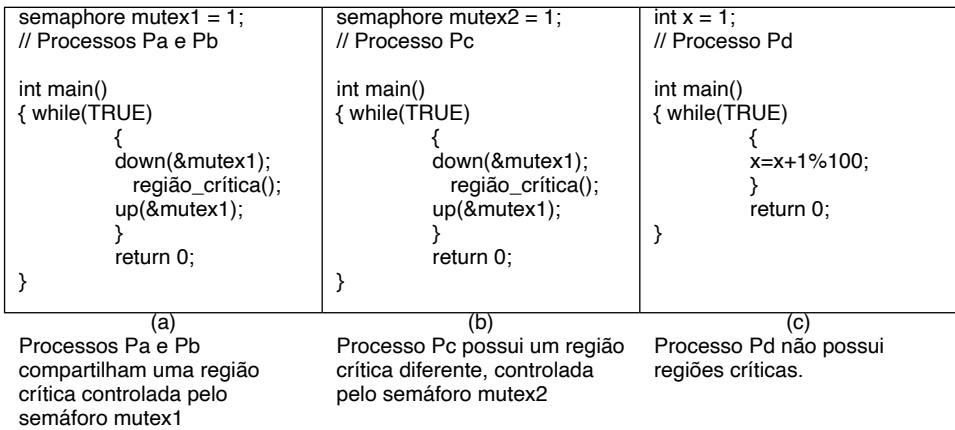 semaphore mutex1 = 1;
// Processos Pa e Pb
int main()
{ while(TRUE)
{
down(&mutex1);
região_crítica();
up(&mutex1);
}
return 0;
}
(a)
Processos Pa e Pb
compartilham uma região
crítica controlada pelo
semáforo mutex1
semaphore mutex2 = 1;
// Processo Pc
int main()
{ while(TRUE)
{
down(&mutex1);
região_crítica();
up(&mutex1);
}
return 0;
}
(b)
Processo Pc possui um região
crítica diferente, controlada
pelo semáforo mutex2
int x = 1;
// Processo Pd
int main()
{ while(TRUE)
{
x=x+1%100;
}
return 0;
}
(c)
Processo Pd não possui
regiões críticas.